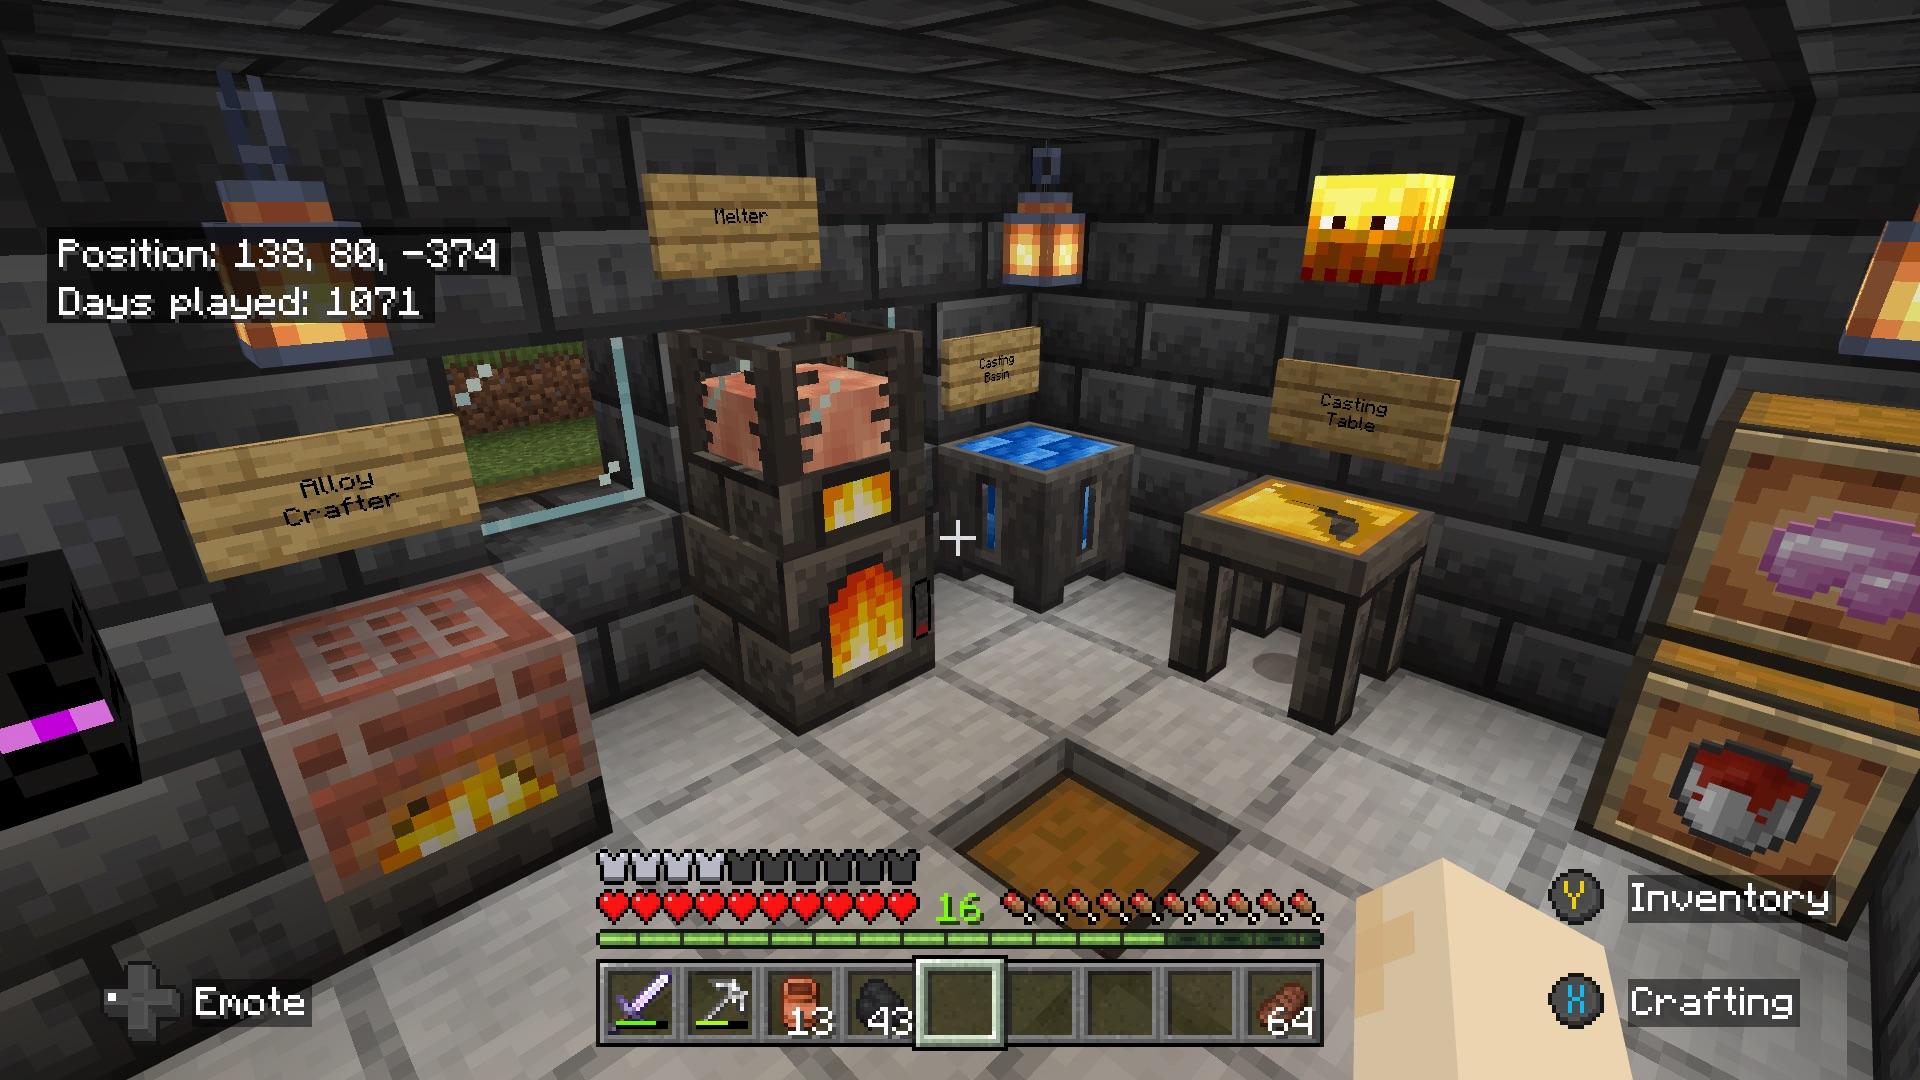 Melter
Position: 138, 80, -374
Days played: 1071
Casting
Basin
Casting
Table
Alloy
Crafter
16
Y
Inventory
Emote
13
43
64
X
Crafting